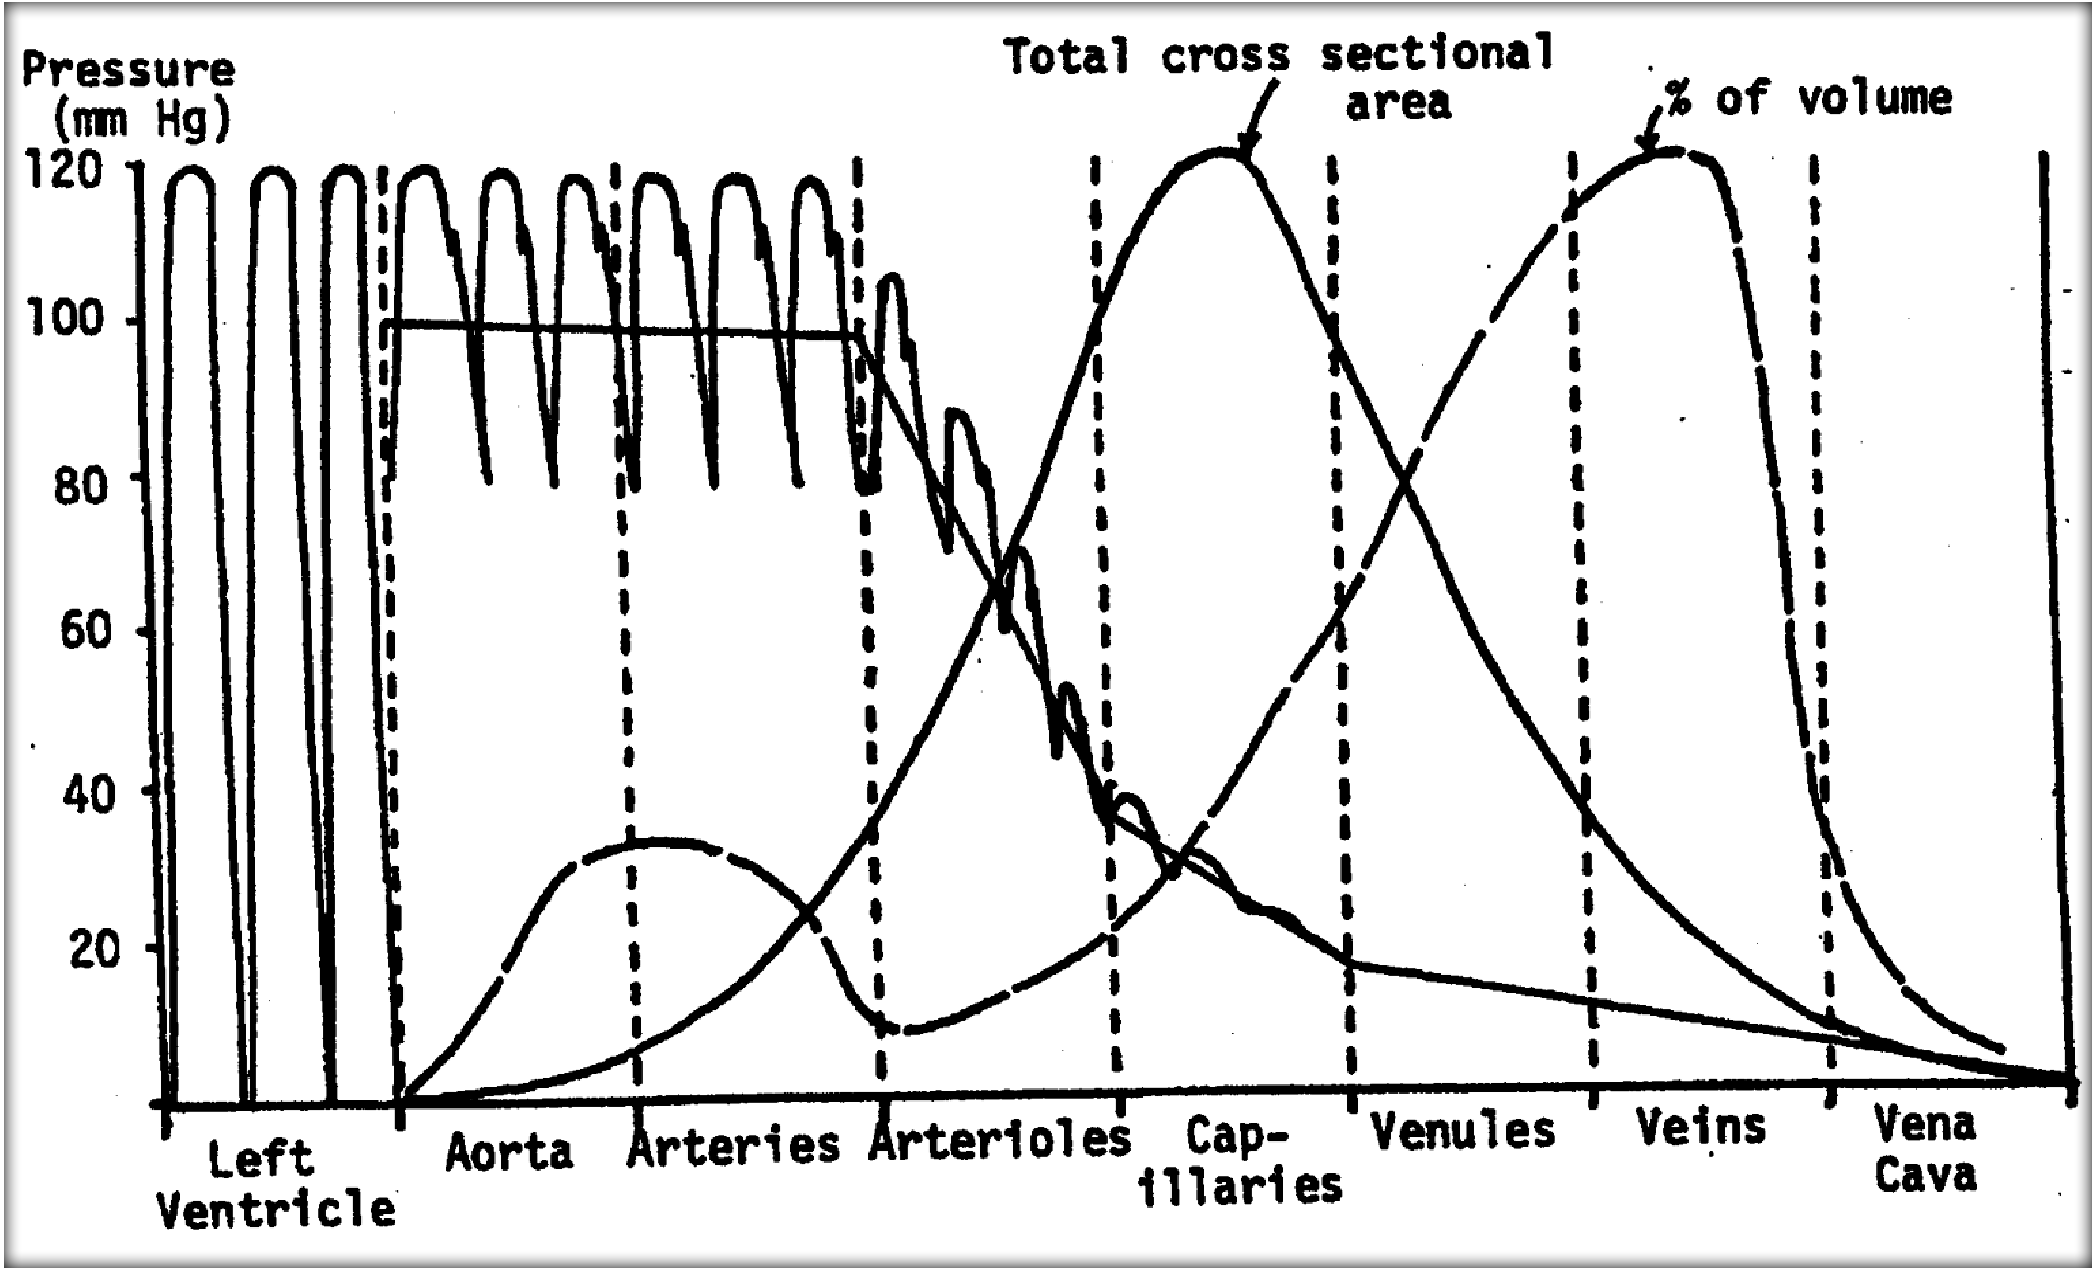 Total cross sectional
area
% of volume
Pressure
(mm Hg)
120
100
80
60
40
20
Left
Ventricle
Aorta
Arteries
Arterioles
Cap-
illaries
Venules
Veins
Vena
Cava